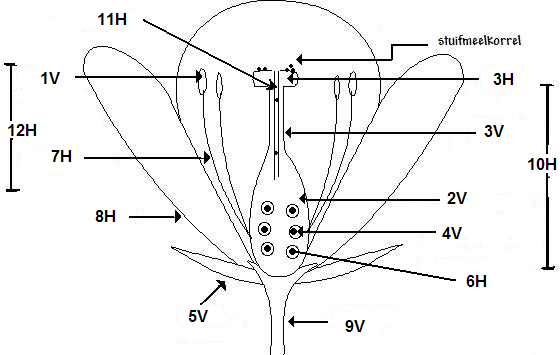 11H
stuifmeelkorrel
1V
3H
12H
3V
7H
10H
2V
8H
4V
6H
5V
9V